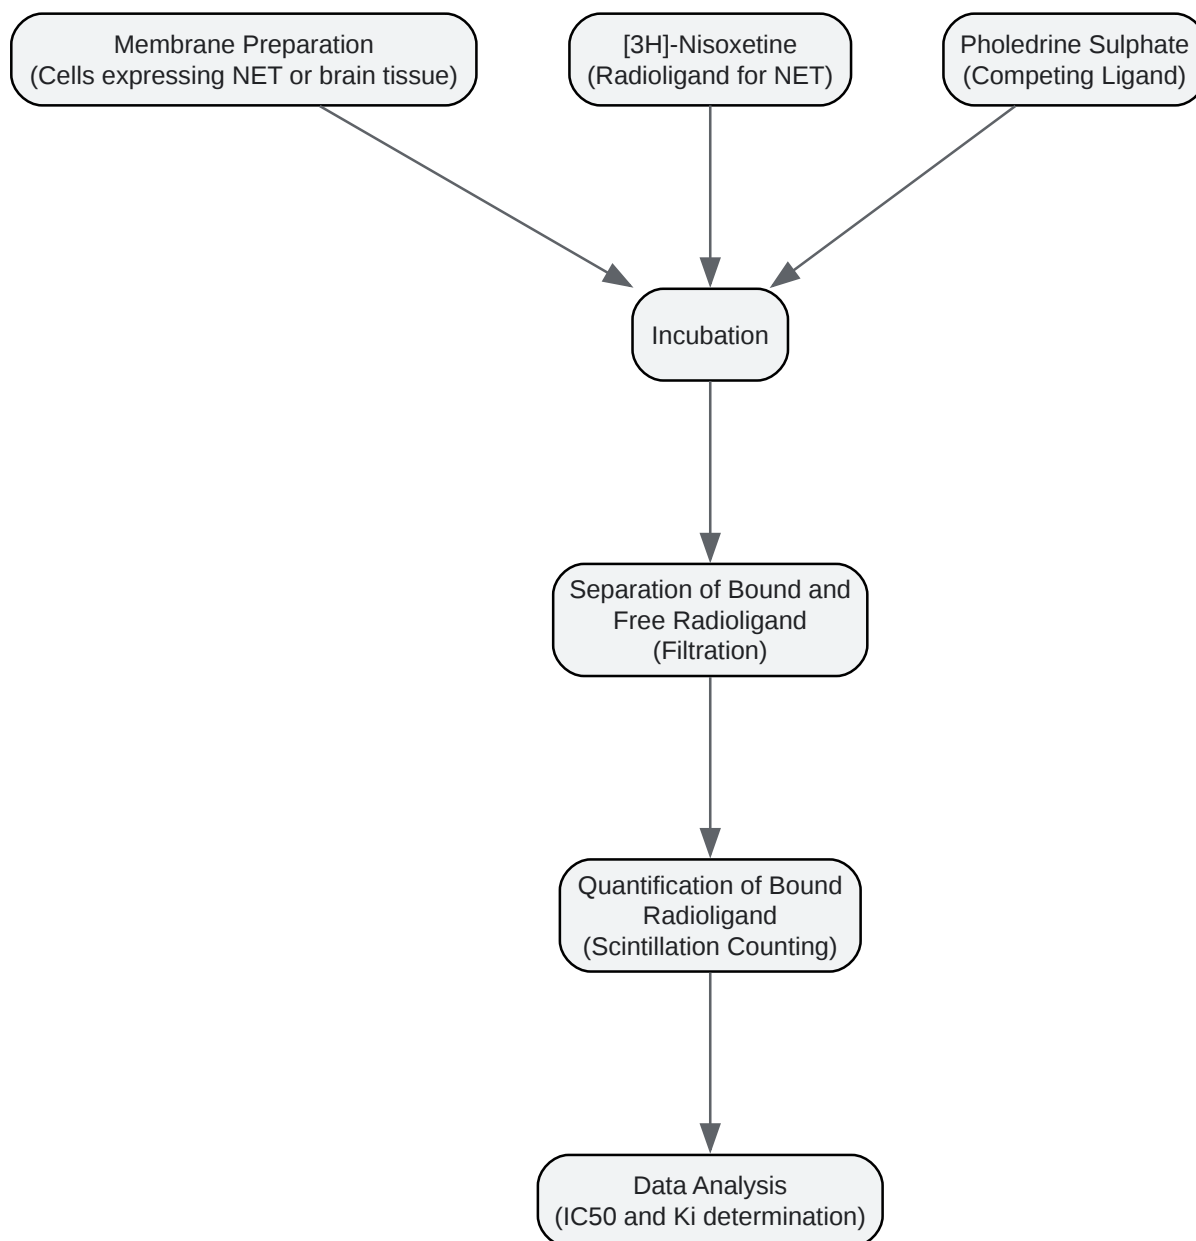 Membrane Preparation
(Cells expressing NET or brain tissue)
[3H]-Nisoxetine
(Radioligand for NET)
Pholedrine Sulphate
(Competing Ligand)
Incubation
Separation of Bound and
Free Radioligand
(Filtration)
Quantification of Bound
Radioligand
(Scintillation Counting)
Data Analysis
(IC50 and Ki determination)